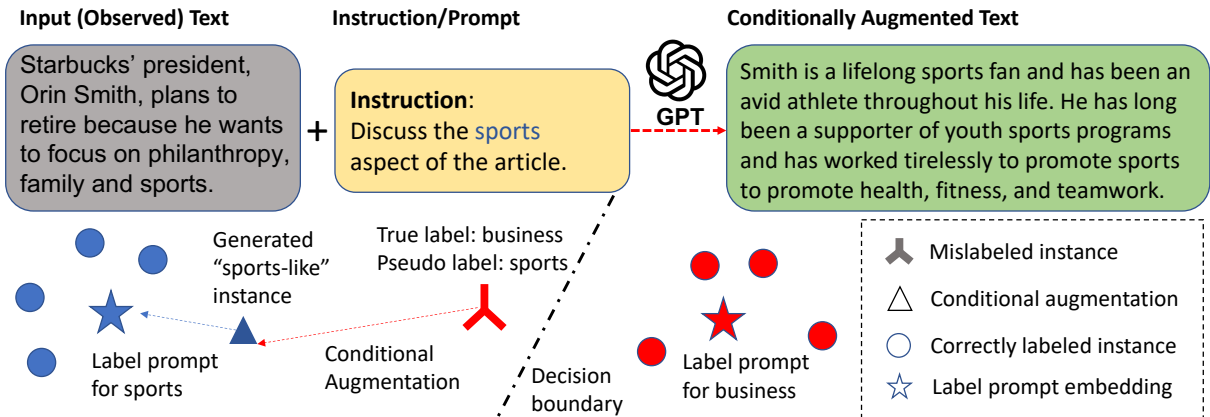 Input (Observed) Text
Instruction/Prompt
Conditionally Augmented Text
Starbucks’ president,
Orin Smith, plans to
retire because he wants
to focus on philanthropy,
family and sports.
+
Instruction:
Discuss the sports
aspect of the article.
GPT
Smith is a lifelong sports fan and has been an
avid athlete throughout his life. He has long
been a supporter of youth sports programs
and has worked tirelessly to promote sports
to promote health, fitness, and teamwork.
Generated
“sports-like”
instance
True label: business
Pseudo label: sports
Label prompt
for sports
Conditional
Augmentation
Decision
boundary
Label prompt
for business
Mislabeled instance
Conditional augmentation
Correctly labeled instance
Label prompt embedding